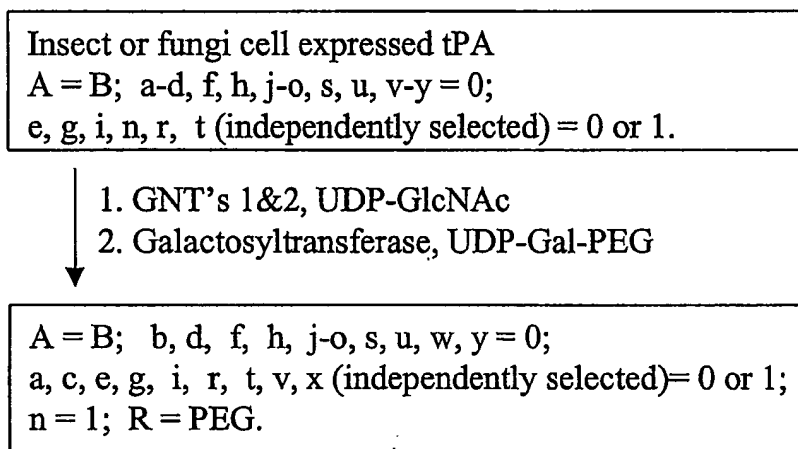 Insect or fungi cell expressed tPA
A = B; a-d, f, h, j-o, s, u, v-y = 0;
e, g, i, n, r, t (independently selected) = 0 or 1.
1. GNT's 1&2, UDP-GlcNAc
2. Galactosyltransferase, UDP-Gal-PEG
A = B; b, d, f, h, j-o, s, u, w, y = 0;
a, c, e, g, i, r, t, v, x (independently selected)= 0 or 1;
n = 1; R = PEG.